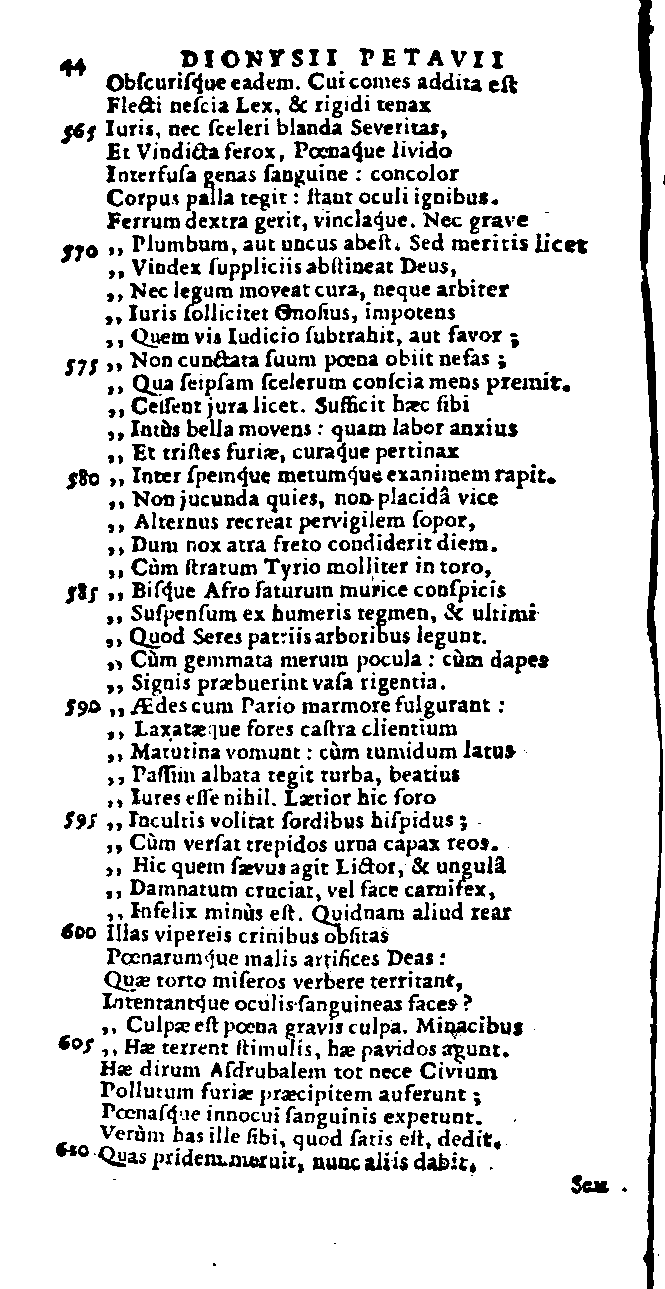 44 DIONYSII PETAVII
Obſcuriſque eadem. Cui comes addita eſt
Flecti neſcia Lex, & rigidi tenax
565 Iuris, nec ſceleri blanda Severitas,
Et Vindicta ferox, Pœnaque livido
Interfuſa genas ſanguine : concolor
Corpus palla tegit : ſtant oculi ignibus.
Ferrum dextra gerit, vinclaque. Nec grave
570 ,, Plumbum, aut uncus abeſt. Sed meritis licet
,, Vindex ſuppliciis abſtineat Deus,
,, Nec legum moveat cura, neque arbiter
,, Iuris ſollicitet Gnoſius, impotens
,, Quem vis Iudicio ſubtrahit, aut favor ;
575 ,, Non cunctata ſuum pœna obiit nefas ;
,, Qua ſeipſam ſcelerum conſcia mens premit.
,, Ceſſent jura licet. Sufficit hæc ſibi
,, Intùs bella movens : quam labor anxius
,, Et triſtes furiæ, curaque pertinax
580 ,, Inter ſpemque metumque exanimem rapit.
,, Non jucunda quies, non placidâ vice
,, Alternus recreat pervigilem ſopor,
,, Dum nox atra freto condiderit diem.
,, Cùm ſtratum Tyrio molliter in toro,
585 ,, Biſque Afro ſaturum murice conſpicis
,, Suſpenſum ex humeris tegmen, & ultimi
,, Quod Seres patriis arboribus legunt.
,, Cùm gemmata merum pocula : cùm dapes
,, Signis præbuerint vaſa rigentia.
590 ,, Ædes cum Pario marmore fulgurant :
,, Laxatæque fores caſtra clientium
,, Matutina vomunt : cùm tumidum latus
,, Paſſim albata tegit turba, beatius
,, Iures eſſe nihil. Lætior hic foro
595 ,, Incultis volitat ſordibus hiſpidus ;
,, Cùm verſat trepidos urna capax reos.
,, Hic quem ſævus agit Lictor, & ungulâ
,, Damnatum cruciat, vel face carnifex,
,, Infelix minùs eſt. Quidnam aliud rear
600 Illas vipereis crinibus obſitas
Pœnarumque malis artifices Deas :
Quæ torto miſeros verbere territant,
Intentantque oculis ſanguineas faces ?
,, Culpæ eſt pœna gravis culpa. Minacibus
605 ,, Hæ terrent ſtimulis, hæ pavidos agunt.
Hæ dirum Aſdrubalem tot nece Civium
Pollutum furiæ præcipitem auferunt ;
Pœnaſque innocui ſanguinis expetunt.
Verùm has ille ſibi, quod ſatis eſt, dedit.
610 Quas pridem meruit, nunc aliis dabit.